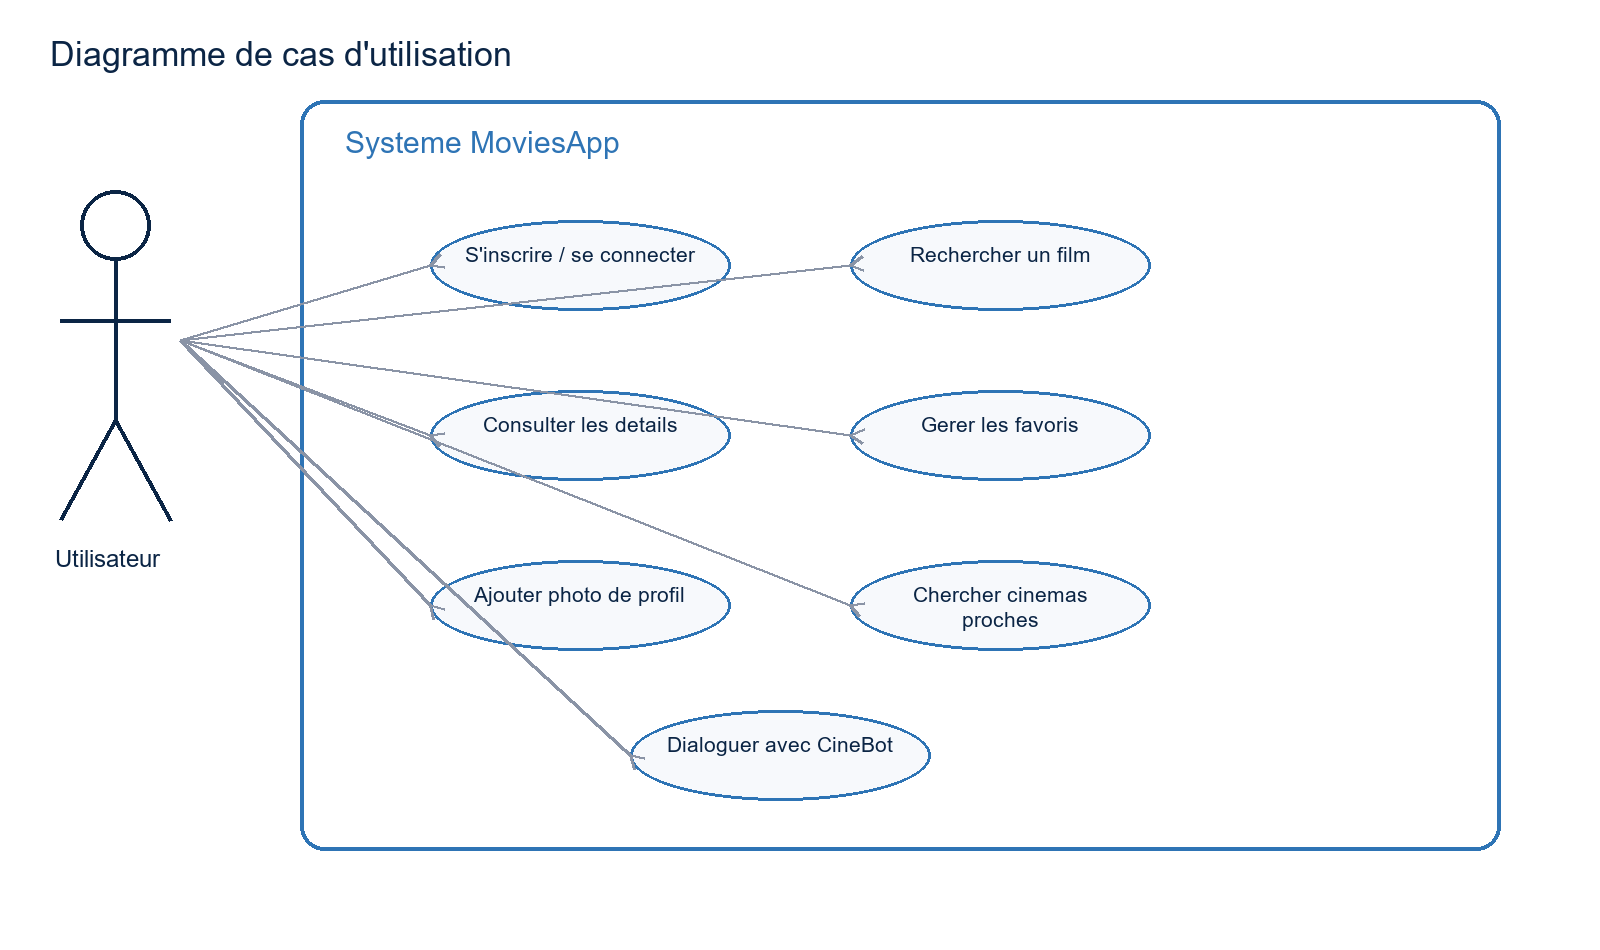 Diagramme de cas d'utilisation
Systeme MoviesApp
S'inscrire / se connecter
Rechercher un film
Consulter les details
Gerer les favoris
Utilisateur
Ajouter photo de profil
Chercher cinemas
proches
Dialoguer avec CineBot